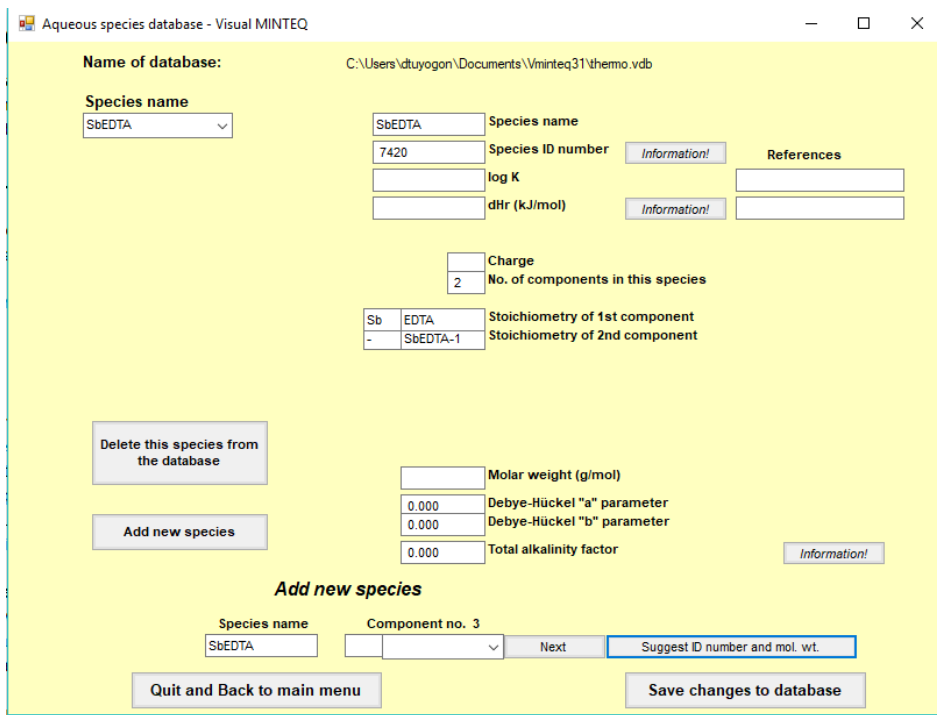 Aqueous species database - Visual MINTEQ
Name of database: C:\Users\dtuyogon\Documents\Vminteq31\thermo.vdb
Species name
SbEDTA
SbEDTA Species name
7420 Species ID number Information! References
log K
dHr (kJ/mol) Information!
Charge
2 No. of components in this species
Sb EDTA Stoichiometry of 1st component
- SbEDTA-1 Stoichiometry of 2nd component
Delete this species from
the database
Molar weight (g/mol)
0.000 Debye-Hückel "a" parameter
0.000 Debye-Hückel "b" parameter
Add new species
0.000 Total alkalinity factor Information!
Add new species
Species name Component no. 3
SbEDTA Next Suggest ID number and mol. wt.
Quit and Back to main menu Save changes to database